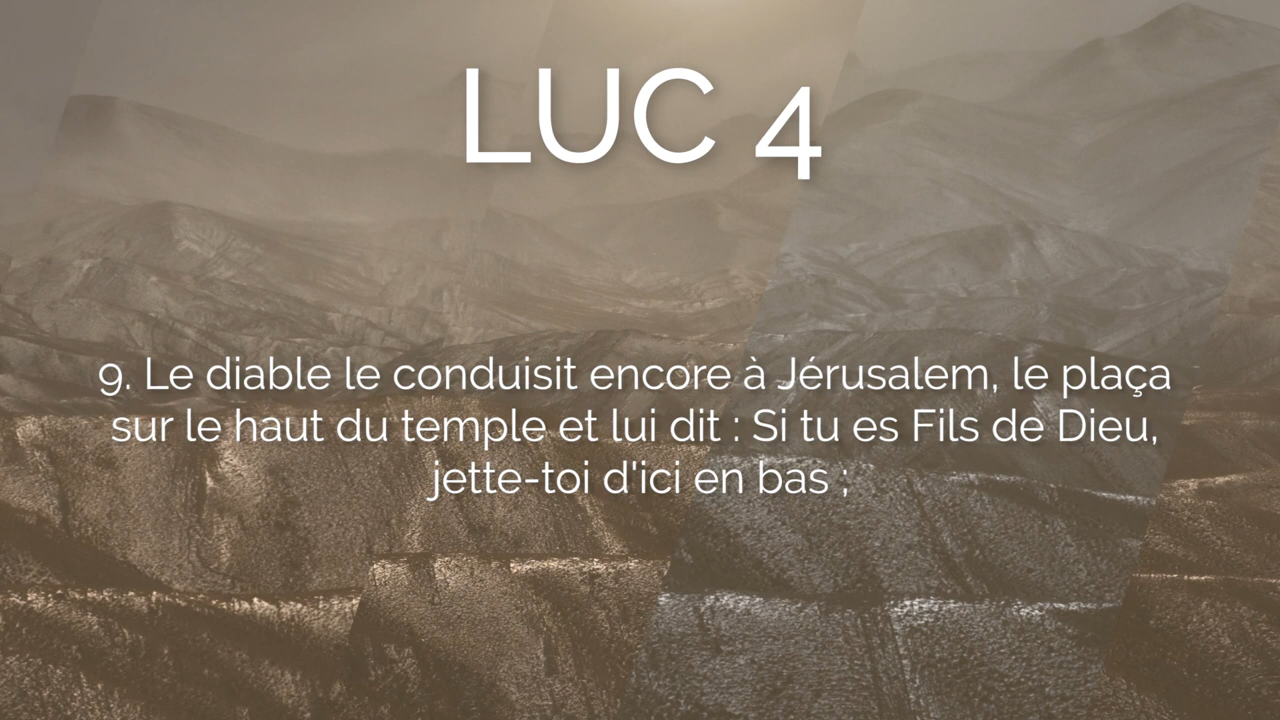 LUC 4
9. Le diable le conduisit encore à Jérusalem, le plaça
sur le haut du temple et lui dit : Si tu es Fils de Dieu,
jette-toi d'ici en bas ;